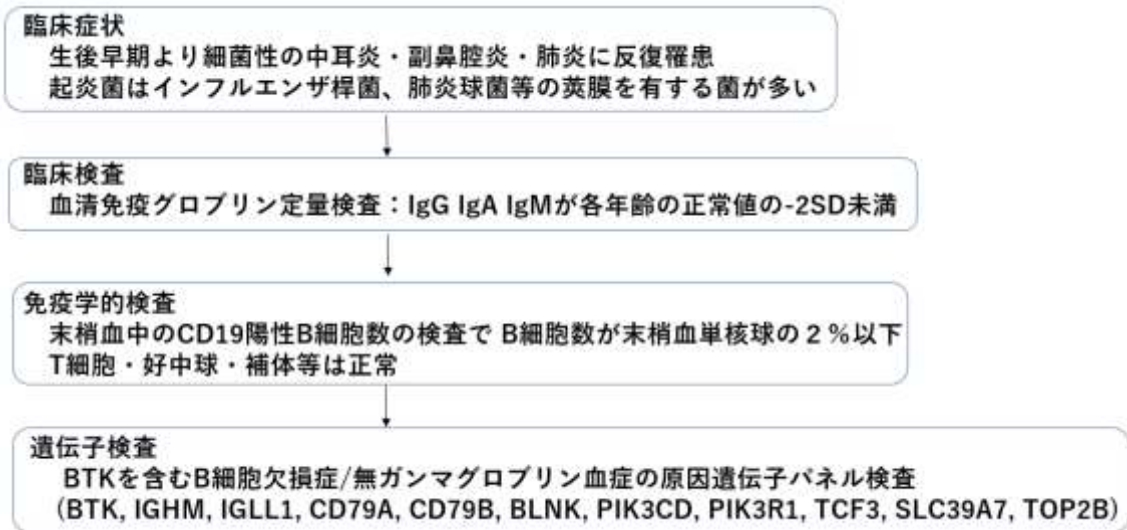 臨床症状
生後早期より細菌性の中耳炎・副鼻腔炎・肺炎に反復罹患
起炎菌はインフルエンザ桿菌、肺炎球菌等の莢膜を有する菌が多い
臨床検査
血清免疫グロブリン定量検査：IgG IgA IgMが各年齢の正常値の-2SD未満
免疫学的検査
末梢血中のCD19陽性B細胞数の検査で B細胞数が末梢血単核球の２％以下
T細胞・好中球・補体等は正常
遺伝子検査
BTKを含むB細胞欠損症/無ガンマグロブリン血症の原因遺伝子パネル検査
（BTK, IGHM, IGLL1, CD79A, CD79B, BLNK, PIK3CD, PIK3R1, TCF3, SLC39A7, TOP2B）